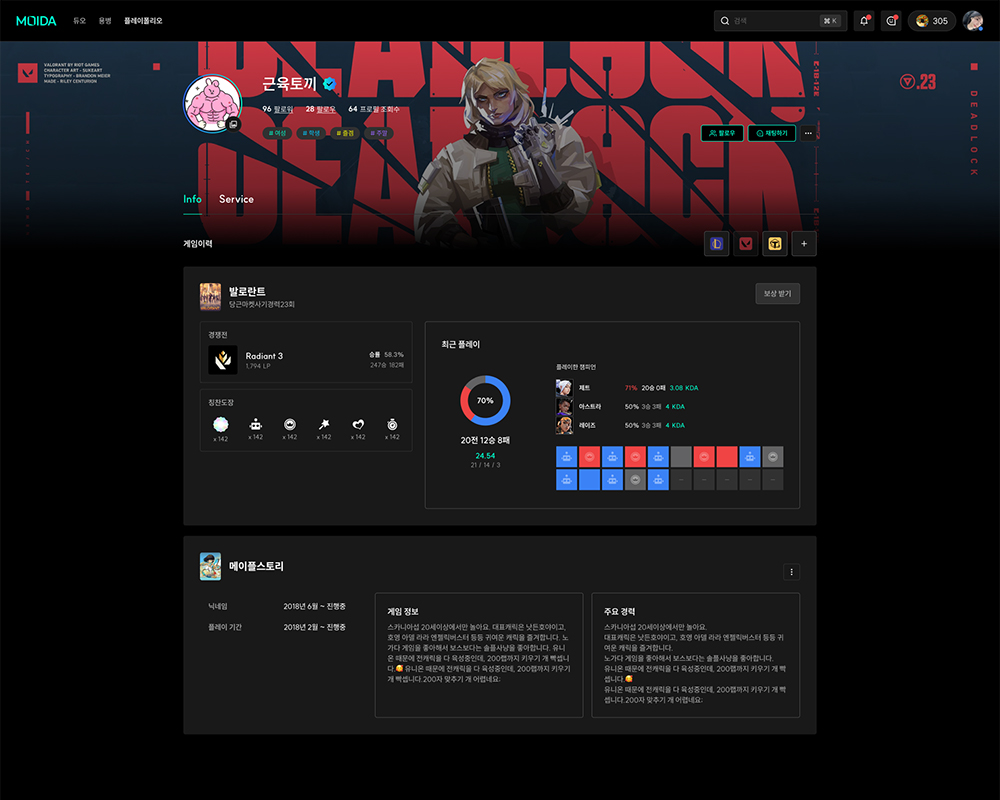 MOIDA
듀오
용병
플레이폴리오
검색
⌘ K
305
VALORANT BY RIOT GAMES
CHARACTER ART - SUKEART
TYPOGRAPHY - BRANDON MEIER
MADE - RILEY CENTURION
DEADLOCK
DEADLOCK
.23
DEADLOCK
근육토끼
96 팔로워
28 팔로우
64 프로필 조회수
# 여성
# 학생
# 즐겜
# 주말
팔로우
채팅하기
Info
Service
게임이력
+
발로란트
당근마켓사기경력23회
보상 받기
경쟁전
Radiant 3
1,794 LP
승률 58.3%
247승 182패
칭찬도장
x 142
x 142
x 142
x 142
x 142
x 142
최근 플레이
70%
20전 12승 8패
24.54
21 / 14 / 3
플레이한 챔피언
제트 71% 20승 0패 3.08 KDA
아스트라 50% 3승 3패 4 KDA
레이즈 50% 3승 3패 4 KDA
메이플스토리
닉네임 2018년 6월 ~ 진행중
플레이 기간 2018년 2월 ~ 진행중
게임 정보
스카니아섭 20세이상에서만 놀아요. 대표캐릭은 낫든호야이고,
호영 아델 라라 엔젤릭버스터 등등 귀여운 캐릭을 즐겨합니다. 노
가다 게임을 좋아해서 보스보다는 솔플사냥을 좋아합니다. 유니
온 때문에 전캐릭을 다 육성중인데, 200랩까지 키우기 개 빡셉니
다.🥰 유니온 때문에 전캐릭을 다 육성중인데, 200랩까지 키우기
개 빡셉니다.200자 맞추기 개 어렵네요;
주요 경력
스카니아섭 20세이상에서만 놀아요.
대표캐릭은 낫든호야이고, 호영 아델 라라 엔젤릭버스터 등등 귀
여운 캐릭을 즐겨합니다.
노가다 게임을 좋아해서 보스보다는 솔플사냥을 좋아합니다.
유니온 때문에 전캐릭을 다 육성중인데, 200랩까지 키우기 개 빡
셉니다.🥰
유니온 때문에 전캐릭을 다 육성중인데, 200랩까지 키우기 개 빡
셉니다.200자 맞추기 개 어렵네요;